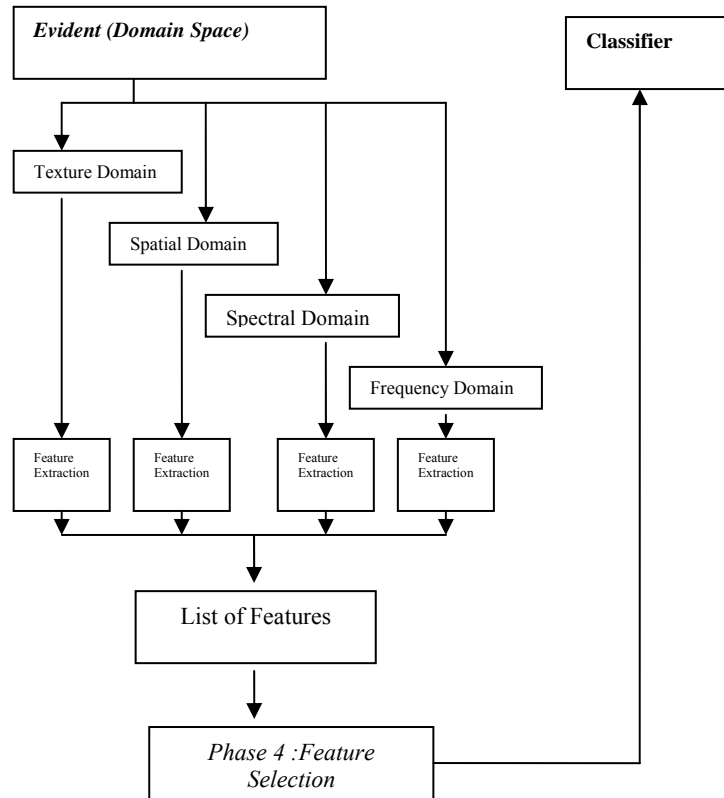 Evident (Domain Space)
Classifier
Texture Domain
Spatial Domain
Spectral Domain
Frequency Domain
Feature
Extraction
Feature
Extraction
Feature
Extraction
Feature
Extraction
List of Features
Phase 4 :Feature
Selection